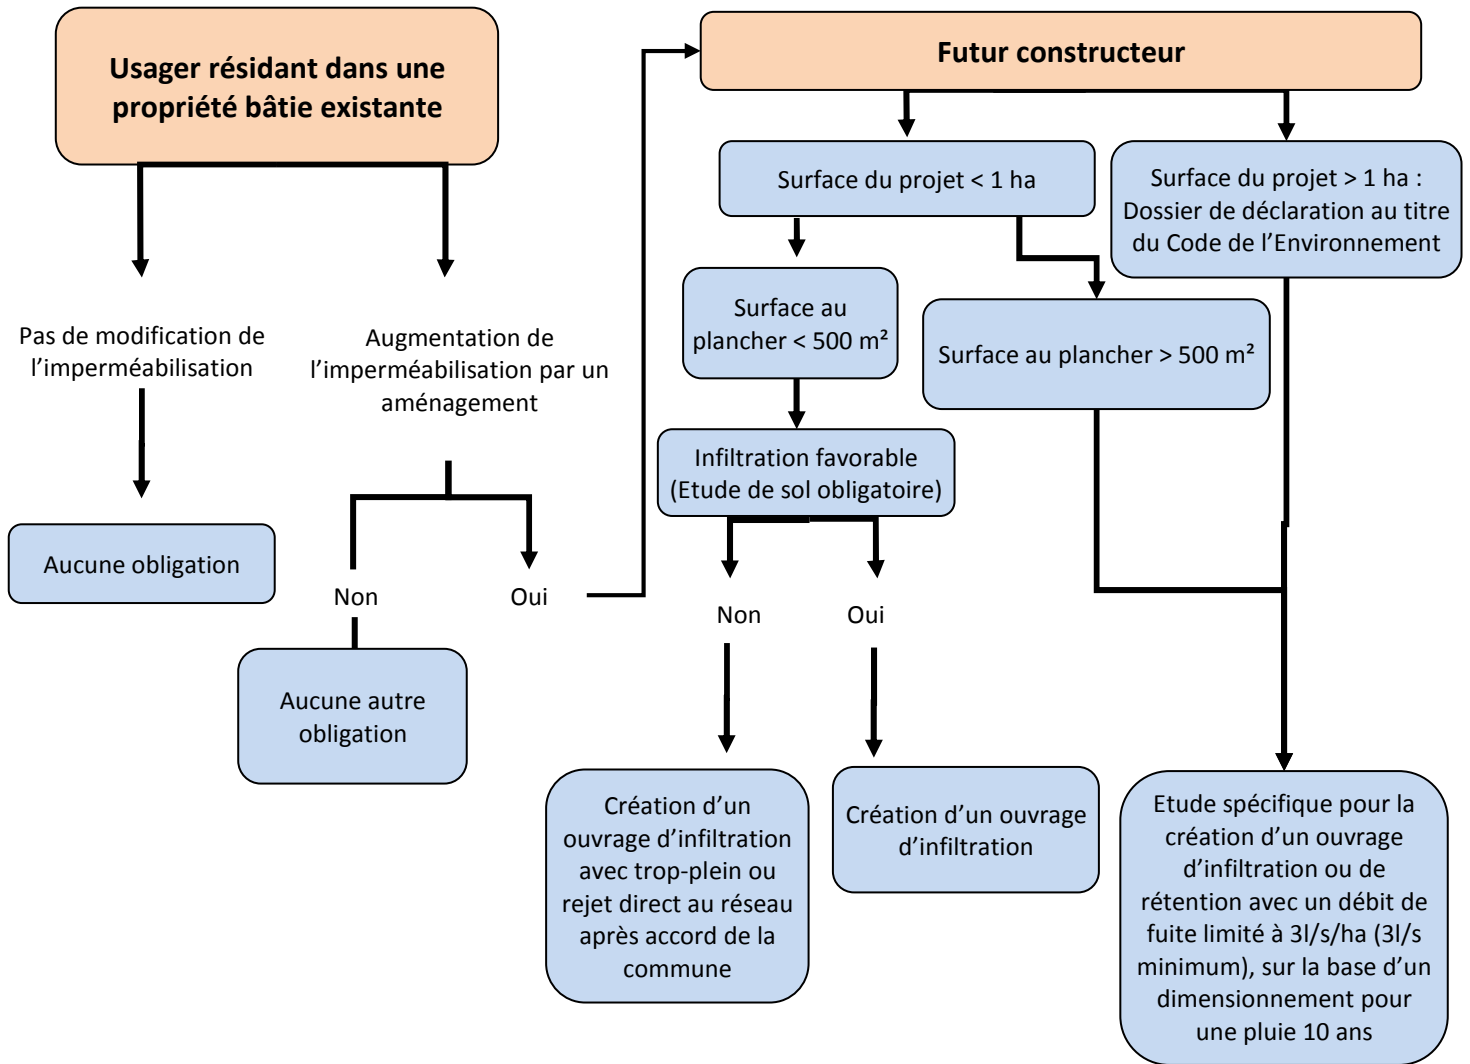 Usager résidant dans une
propriété bâtie existante
Pas de modification de
l’imperméabilisation
Augmentation de
l’imperméabilisation par un
aménagement
Aucune obligation
Non
Oui
Aucune autre
obligation
Futur constructeur
Surface du projet < 1 ha
Surface du projet > 1 ha :
Dossier de déclaration au titre
du Code de l’Environnement
Surface au
plancher < 500 m²
Surface au plancher > 500 m²
Infiltration favorable
(Etude de sol obligatoire)
Non
Oui
Création d’un
ouvrage d’infiltration
avec trop-plein ou
rejet direct au réseau
après accord de la
commune
Création d’un ouvrage
d’infiltration
Etude spécifique pour la
création d’un ouvrage
d’infiltration ou de
rétention avec un débit de
fuite limité à 3l/s/ha (3l/s
minimum), sur la base d’un
dimensionnement pour
une pluie 10 ans